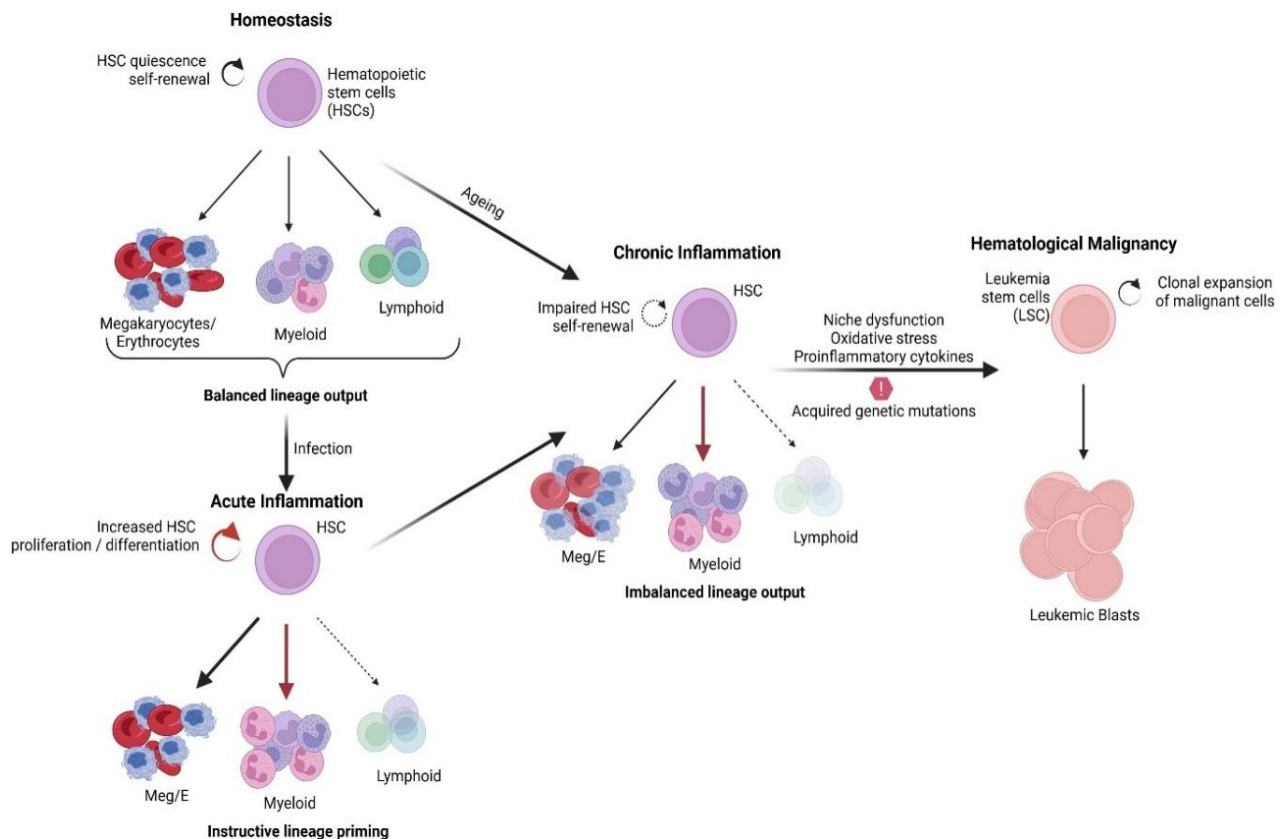 Homeostasis
HSC quiescence
self-renewal
Hematopoietic
stem cells
(HSCs)
Megakaryocytes/
Erythrocytes
Myeloid
Lymphoid
Balanced lineage output
Ageing
Infection
Acute Inflammation
Increased HSC
proliferation / differentiation
HSC
Meg/E
Myeloid
Lymphoid
Instructive lineage priming
Chronic Inflammation
Impaired HSC
self-renewal
HSC
Meg/E
Myeloid
Lymphoid
Imbalanced lineage output
Niche dysfunction
Oxidative stress
Proinflammatory cytokines
!
Acquired genetic mutations
Hematological Malignancy
Leukemia
stem cells
(LSC)
Clonal expansion
of malignant cells
Leukemic Blasts